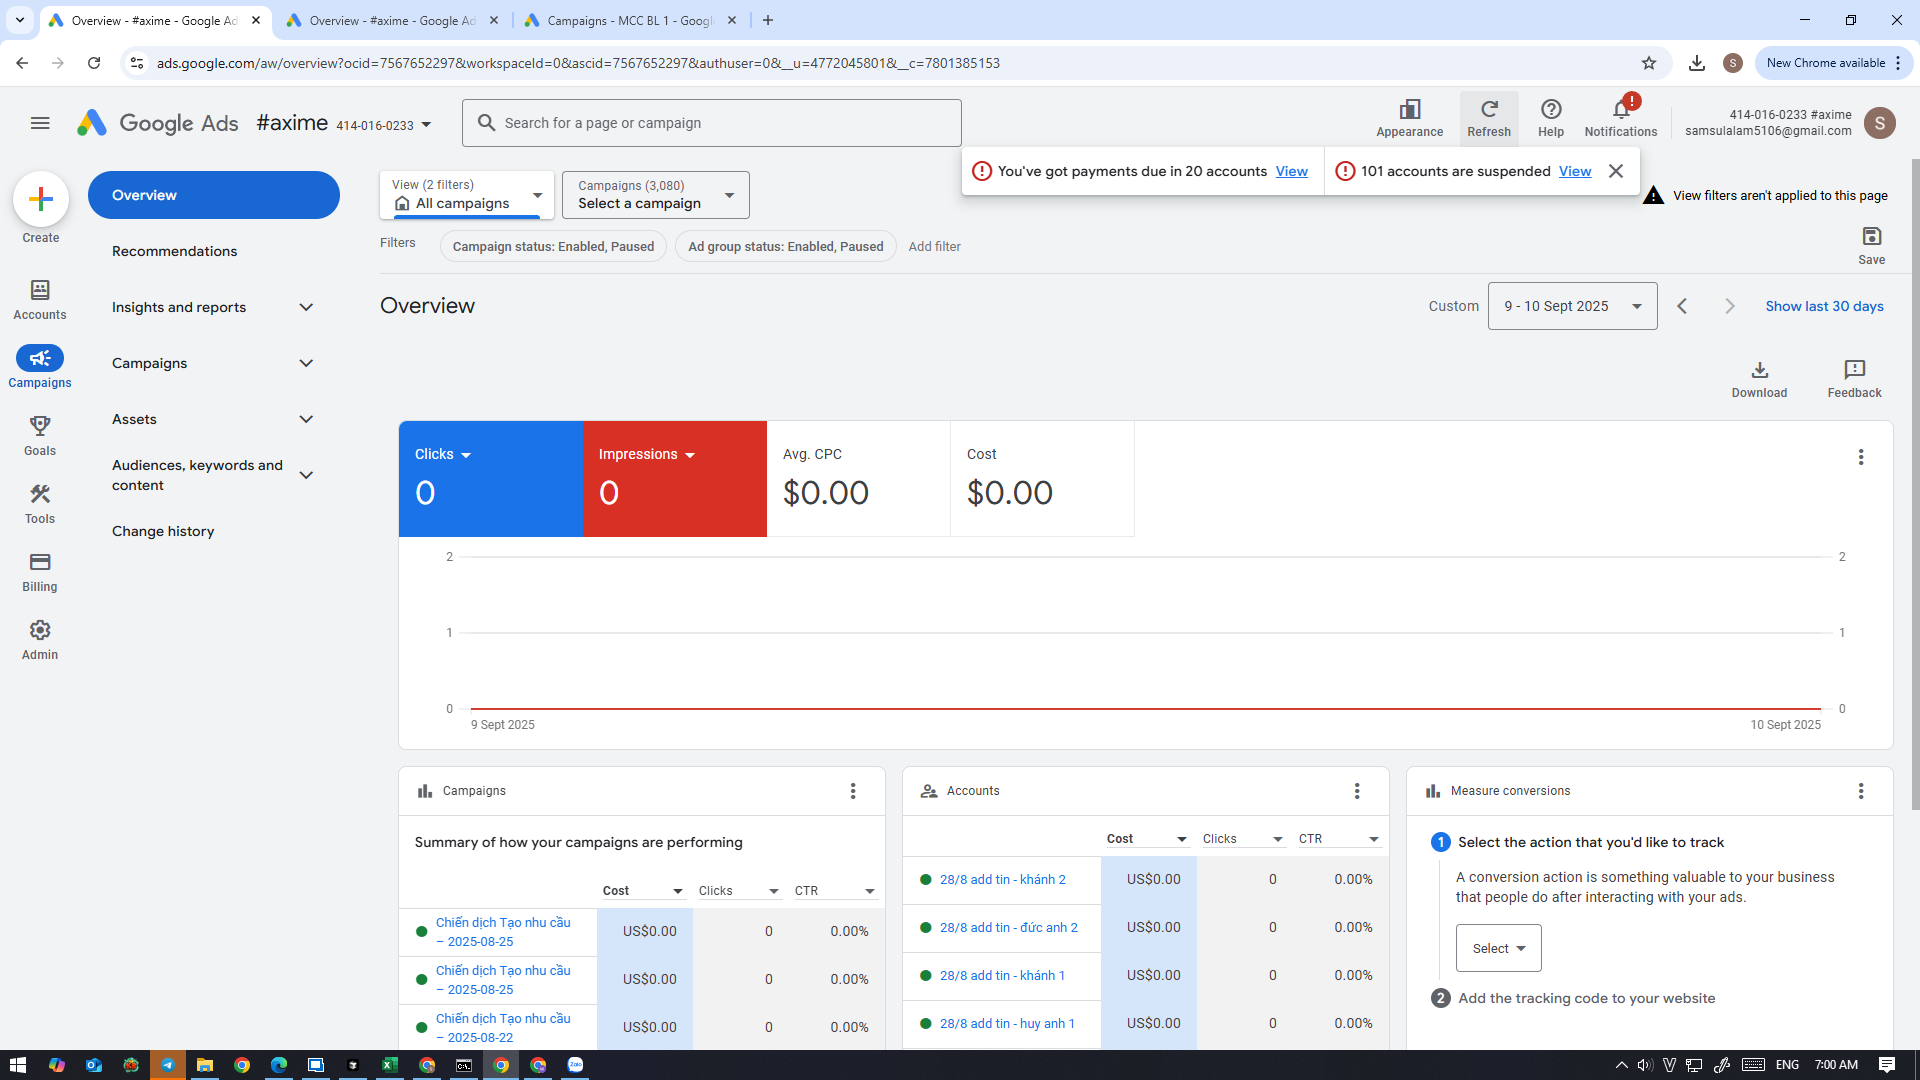 Overview - #axime - Google Ad
Overview - #axime - Google Ad
Campaigns - MCC BL 1 - Google
ads.google.com/aw/overview?ocid=7567652297&workspaceId=0&ascid=7567652297&authuser=0&__u=4772045801&__c=7801385153
S
New Chrome available
Google Ads
#axime 414-016-0233
Search for a page or campaign
Appearance
Refresh
Help
!
Notifications
414-016-0233 #axime
samsulalam5106@gmail.com
S
You've got payments due in 20 accounts View
101 accounts are suspended View
View filters aren't applied to this page
Create
Accounts
Campaigns
Goals
Tools
Billing
Admin
Overview
Recommendations
Insights and reports
Campaigns
Assets
Audiences, keywords and
content
Change history
View (2 filters)
All campaigns
Campaigns (3,080)
Select a campaign
Filters
Campaign status: Enabled, Paused
Ad group status: Enabled, Paused
Add filter
Save
Overview
Custom
9 - 10 Sept 2025
Show last 30 days
Download
Feedback
Clicks
0
Impressions
0
Avg. CPC
$0.00
Cost
$0.00
2
2
1
1
0
0
9 Sept 2025
10 Sept 2025
Campaigns
Summary of how your campaigns are performing
Cost Clicks CTR
Chiến dịch Tạo nhu cầu
– 2025-08-25
US$0.00 0 0.00%
Chiến dịch Tạo nhu cầu
– 2025-08-25
US$0.00 0 0.00%
Chiến dịch Tạo nhu cầu
– 2025-08-22
US$0.00 0 0.00%
Accounts
Cost Clicks CTR
28/8 add tin - khánh 2 US$0.00 0 0.00%
28/8 add tin - đức anh 2 US$0.00 0 0.00%
28/8 add tin - khánh 1 US$0.00 0 0.00%
28/8 add tin - huy anh 1 US$0.00 0 0.00%
Measure conversions
1 Select the action that you'd like to track
A conversion action is something valuable to your business
that people do after interacting with your ads.
Select
2 Add the tracking code to your website
Zalo
ENG
7:00 AM